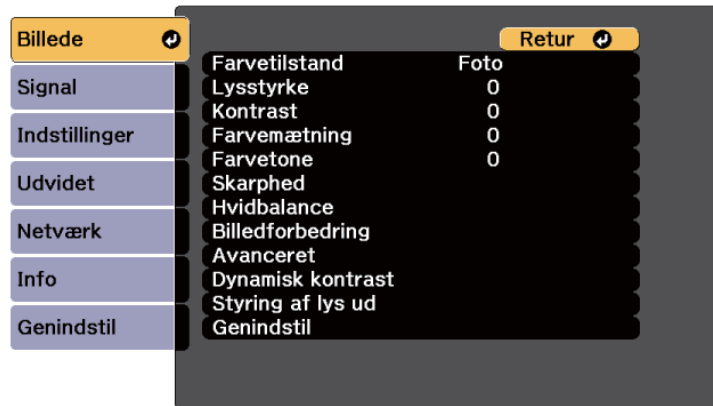 Billede
Signal
Indstillinger
Udvidet
Netværk
Info
Genindstil
Retur
Farvetilstand Foto
Lysstyrke 0
Kontrast 0
Farvemætning 0
Farvetone 0
Skarphed
Hvidbalance
Billedforbedring
Avanceret
Dynamisk kontrast
Styring af lys ud
Genindstil